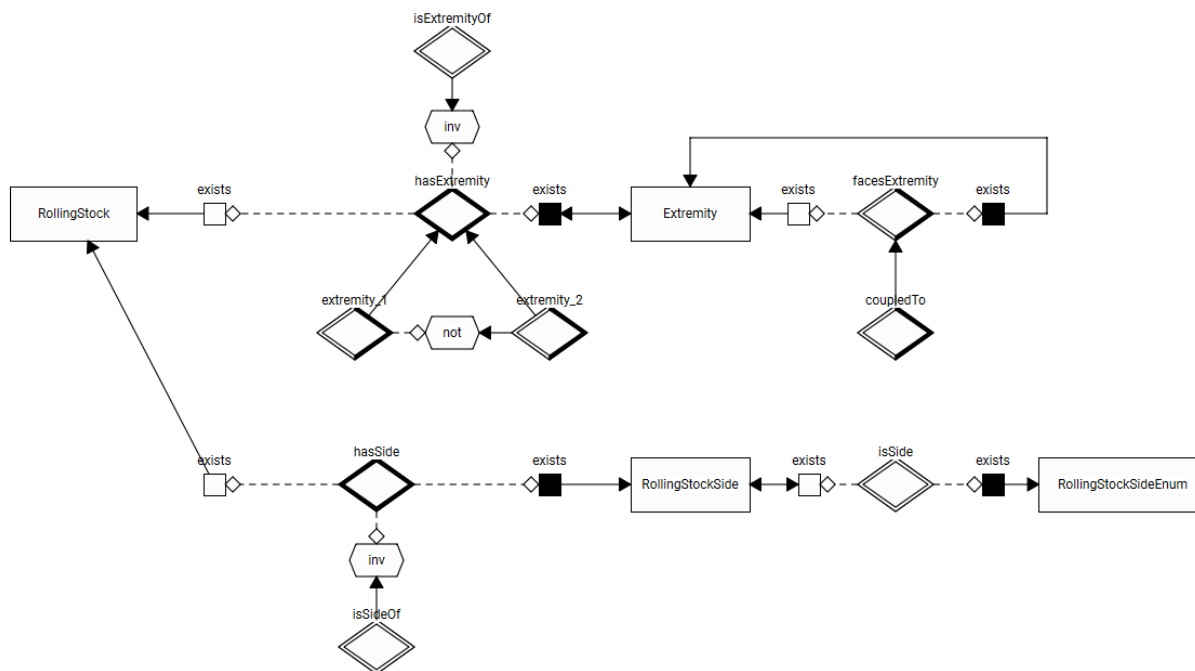 isExtremityOf
inv
hasExtremity
exists
exists
exists
facesExtremity
exists
RollingStock
Extremity
extremity_1
extremity_2
not
coupledTo
exists
hasSide
exists
exists
isSide
exists
RollingStockSide
RollingStockSideEnum
inv
isSideOf